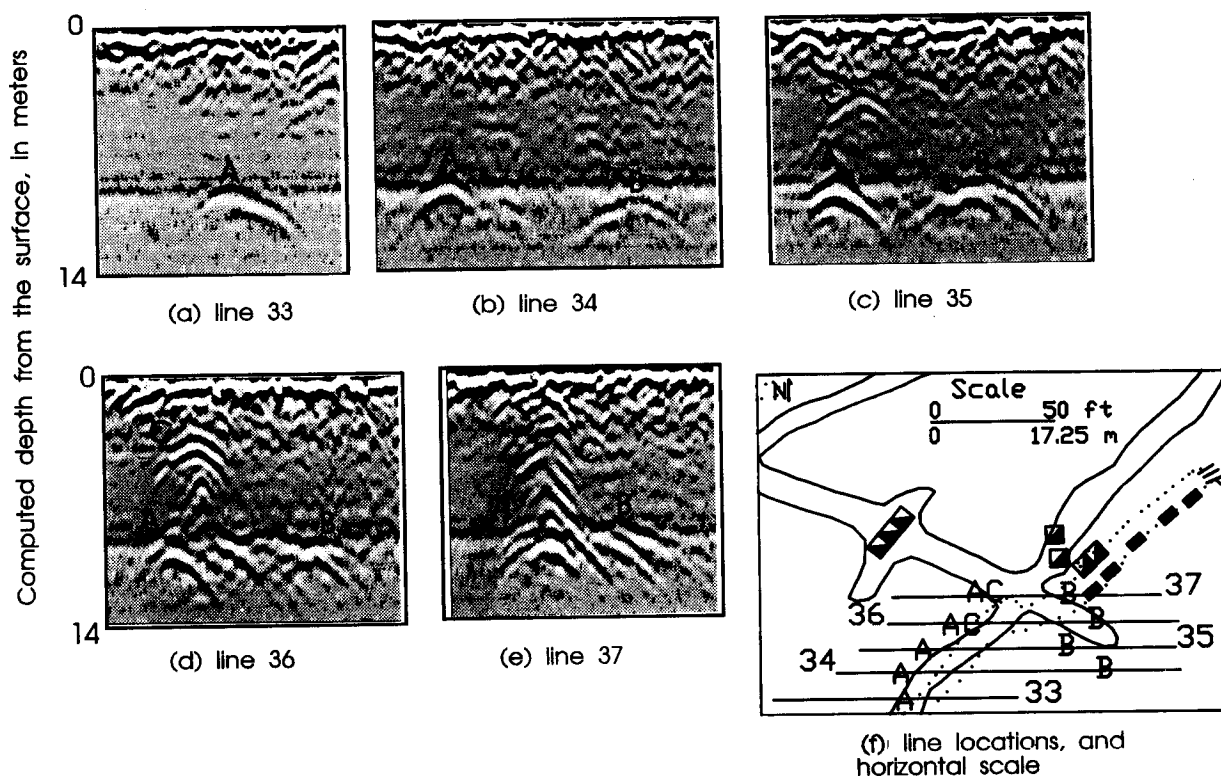 Computed depth from the surface, in meters
0
14
A
(a) line 33
B
(b) line 34
(c) line 35
0
14
A
B
(d) line 36
B
(e) line 37
N
Scale
0 50 ft
0 17.25 m
A C B 37
36 A C B
A B 35
34 A B
A 33
(f) line locations, and
horizontal scale